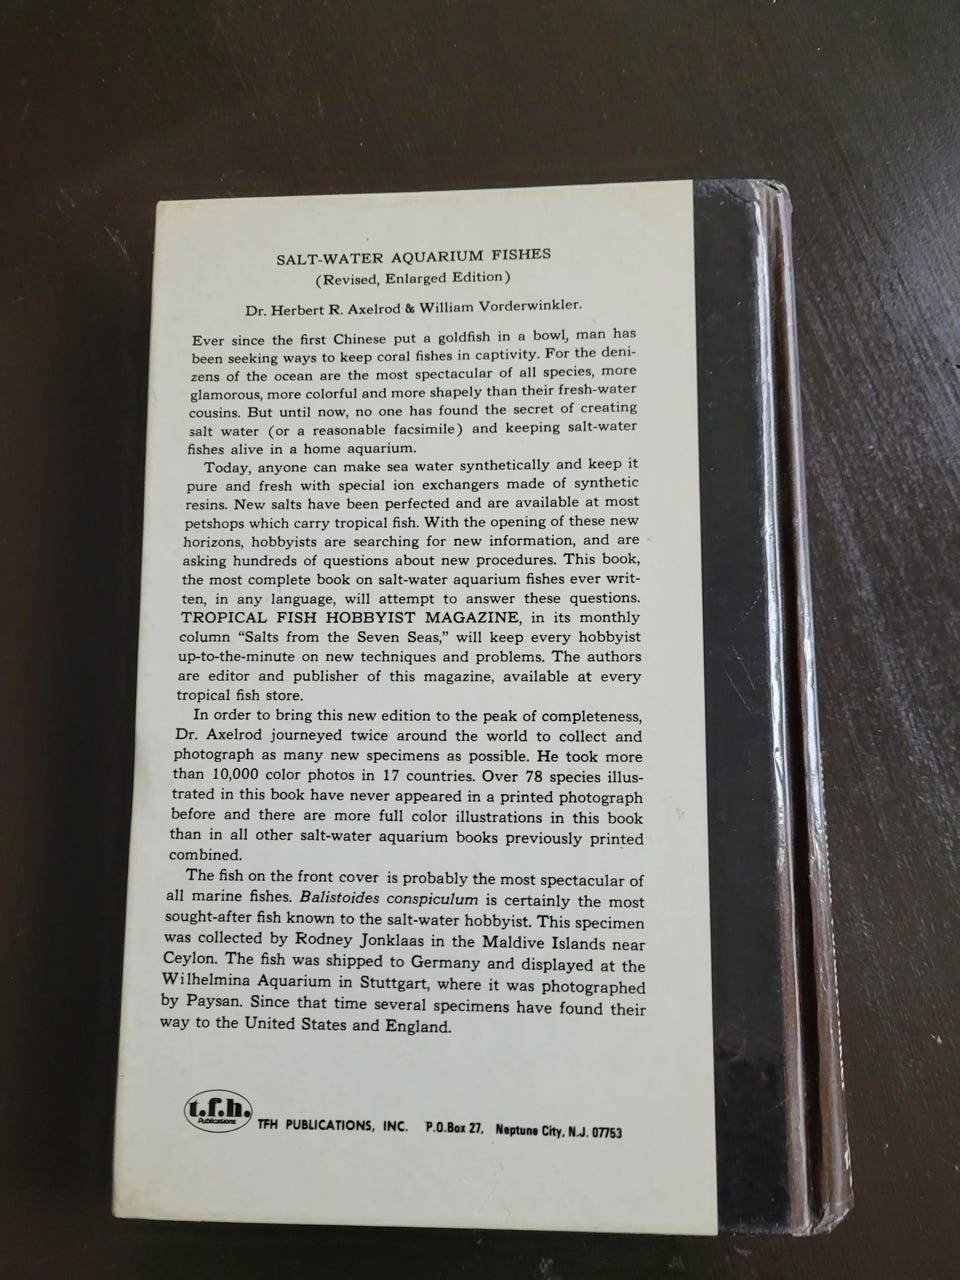 SALT-WATER AQUARIUM FISHES
(Revised, Enlarged Edition)
Dr. Herbert R. Axelrod & William Vorderwinkler.
Ever since the first Chinese put a goldfish in a bowl, man has
been seeking ways to keep coral fishes in captivity. For the deni-
zens of the ocean are the most spectacular of all species, more
glamorous, more colorful and more shapely than their fresh-water
cousins. But until now, no one has found the secret of creating
salt water (or a reasonable facsimile) and keeping salt-water
fishes alive in a home aquarium.
Today, anyone can make sea water synthetically and keep it
pure and fresh with special ion exchangers made of synthetic
resins. New salts have been perfected and are available at most
petshops which carry tropical fish. With the opening of these new
horizons, hobbyists are searching for new information, and are
asking hundreds of questions about new procedures. This book,
the most complete book on salt-water aquarium fishes ever writ-
ten, in any language, will attempt to answer these questions.
TROPICAL FISH HOBBYIST MAGAZINE, in its monthly
column “Salts from the Seven Seas,” will keep every hobbyist
up-to-the-minute on new techniques and problems. The authors
are editor and publisher of this magazine, available at every
tropical fish store.
In order to bring this new edition to the peak of completeness,
Dr. Axelrod journeyed twice around the world to collect and
photograph as many new specimens as possible. He took more
than 10,000 color photos in 17 countries. Over 78 species illus-
trated in this book have never appeared in a printed photograph
before and there are more full color illustrations in this book
than in all other salt-water aquarium books previously printed
combined.
The fish on the front cover is probably the most spectacular of
all marine fishes. Balistoides conspiculum is certainly the most
sought-after fish known to the salt-water hobbyist. This specimen
was collected by Rodney Jonklaas in the Maldive Islands near
Ceylon. The fish was shipped to Germany and displayed at the
Wilhelmina Aquarium in Stuttgart, where it was photographed
by Paysan. Since that time several specimens have found their
way to the United States and England.
t.f.h.
Publications
TFH PUBLICATIONS, INC. P.O.Box 27, Neptune City, N.J. 07753